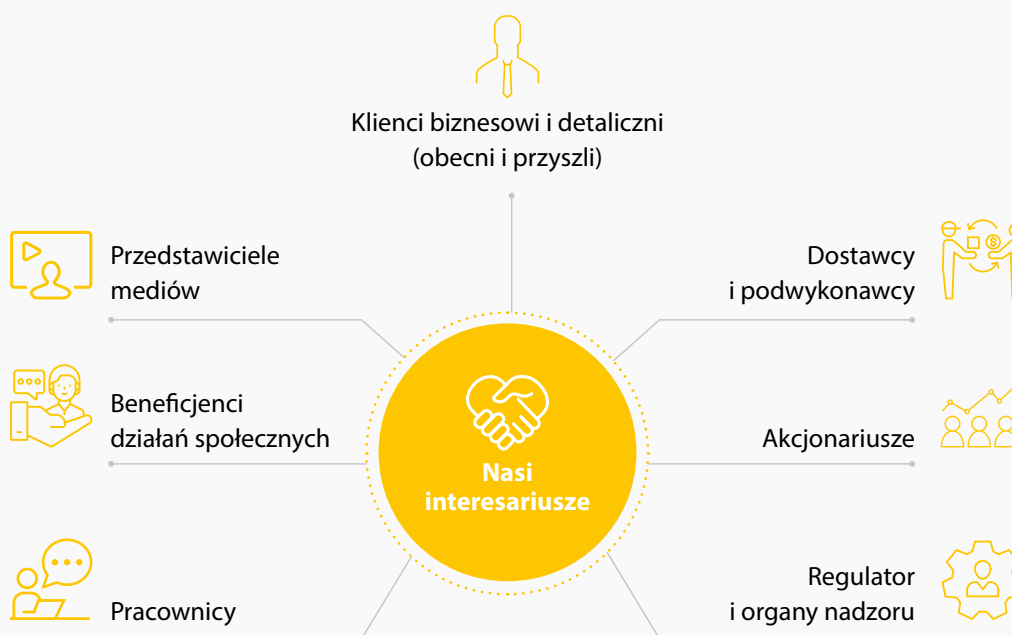 Klienci biznesowi i detaliczni
(obecni i przyszli)
Przedstawiciele
mediów
Dostawcy
i podwykonawcy
Beneficjenci
działań społecznych
Akcjonariusze
Nasi
interesariusze
Pracownicy
Regulator
i organy nadzoru